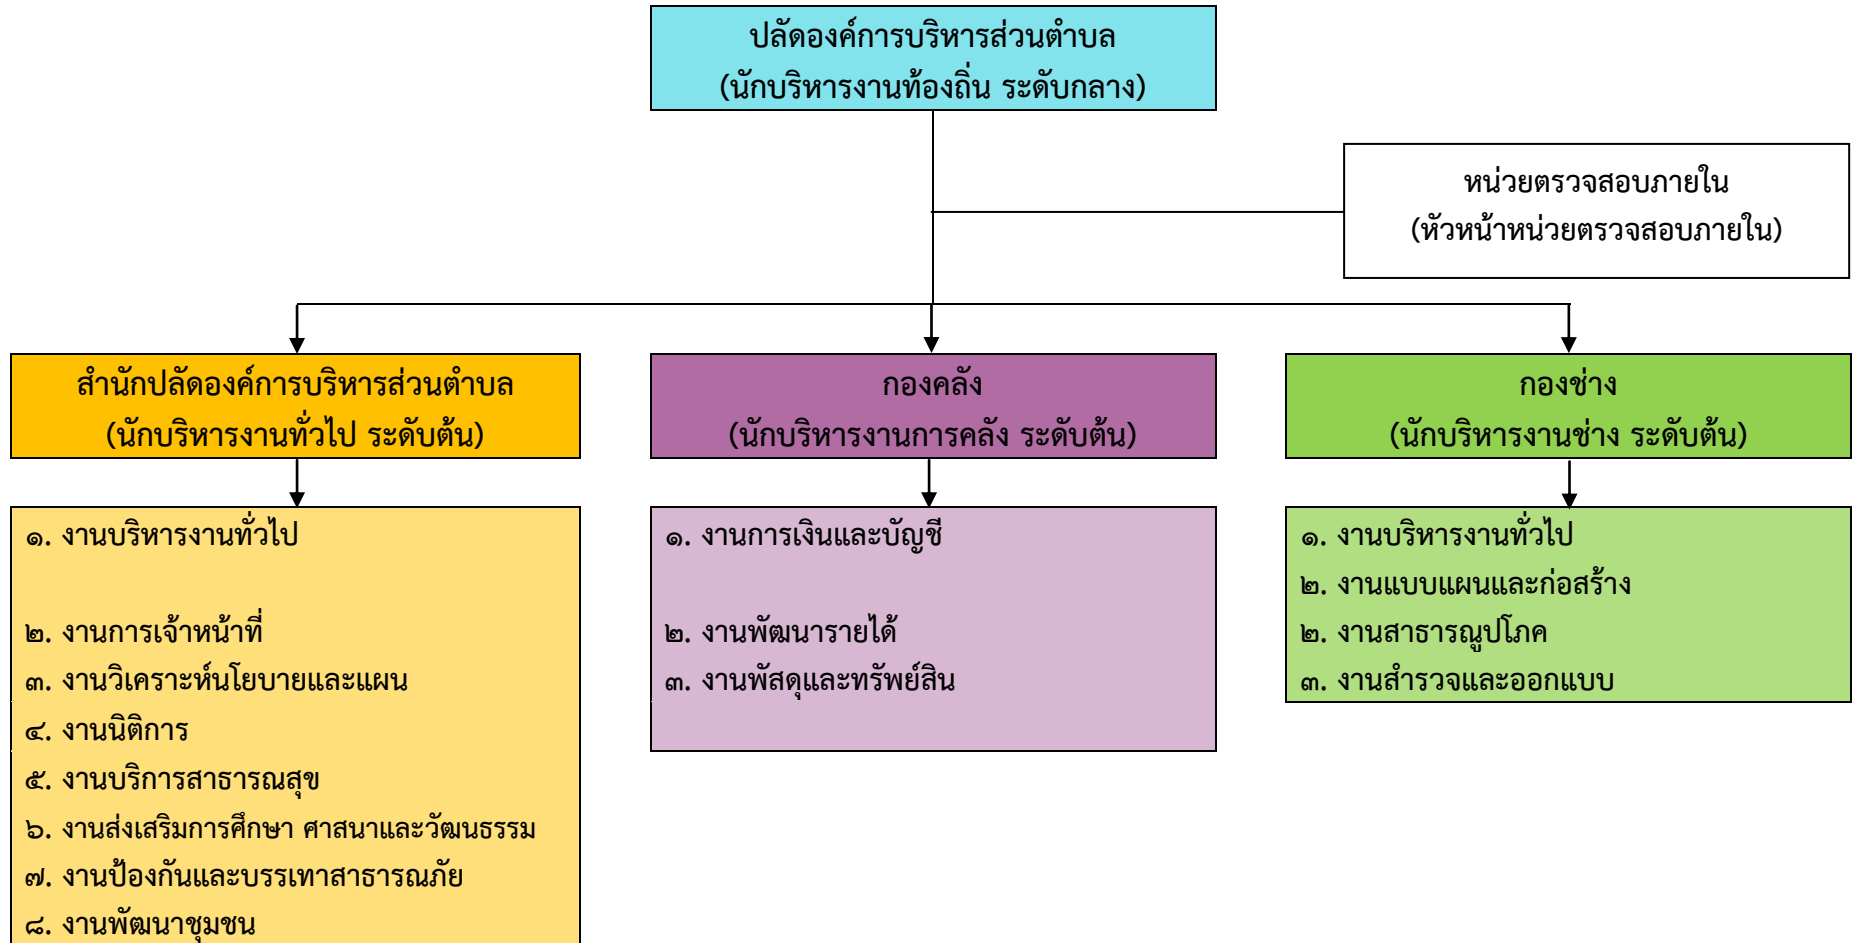 ปลัดองค์การบริหารส่วนตำบล
(นักบริหารงานท้องถิ่น ระดับกลาง)
หน่วยตรวจสอบภายใน
(หัวหน้าหน่วยตรวจสอบภายใน)
สำนักปลัดองค์การบริหารส่วนตำบล
(นักบริหารงานทั่วไป ระดับต้น)
๑. งานบริหารงานทั่วไป
๒. งานการเจ้าหน้าที่
๓. งานวิเคราะห์นโยบายและแผน
๔. งานนิติการ
๕. งานบริการสาธารณสุข
๖. งานส่งเสริมการศึกษา ศาสนาและวัฒนธรรม
๗. งานป้องกันและบรรเทาสาธารณภัย
๘. งานพัฒนาชุมชน
กองคลัง
(นักบริหารงานการคลัง ระดับต้น)
๑. งานการเงินและบัญชี
๒. งานพัฒนารายได้
๓. งานพัสดุและทรัพย์สิน
กองช่าง
(นักบริหารงานช่าง ระดับต้น)
๑. งานบริหารงานทั่วไป
๒. งานแบบแผนและก่อสร้าง
๒. งานสาธารณูปโภค
๓. งานสำรวจและออกแบบ